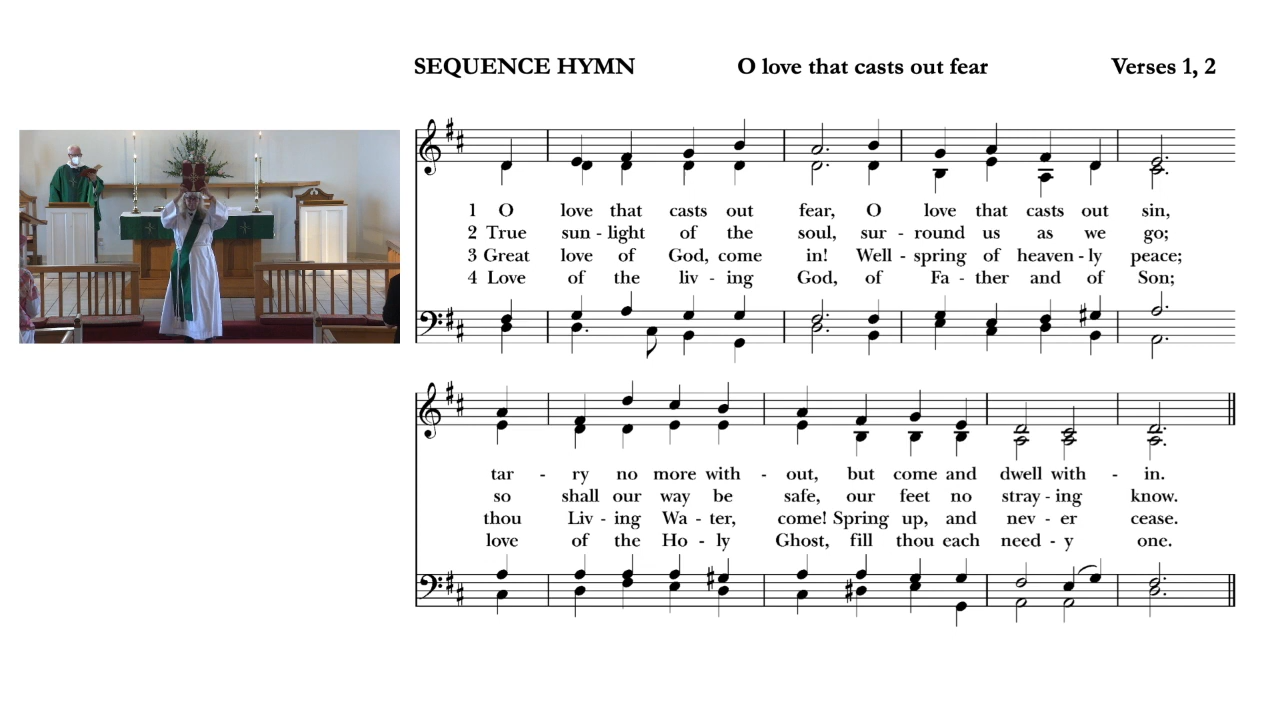 SEQUENCE HYMN O love that casts out fear Verses 1, 2
1 O love that casts out fear, O love that casts out sin,
2 True sun - light of the soul, sur - round us as we go;
3 Great love of God, come in! Well - spring of heaven - ly peace;
4 Love of the liv - ing God, of Fa - ther and of Son;
tar - ry no more with - out, but come and dwell with - in.
so shall our way be safe, our feet no stray - ing know.
thou Liv - ing Wa - ter, come! Spring up, and nev - er cease.
love of the Ho - ly Ghost, fill thou each need - y one.